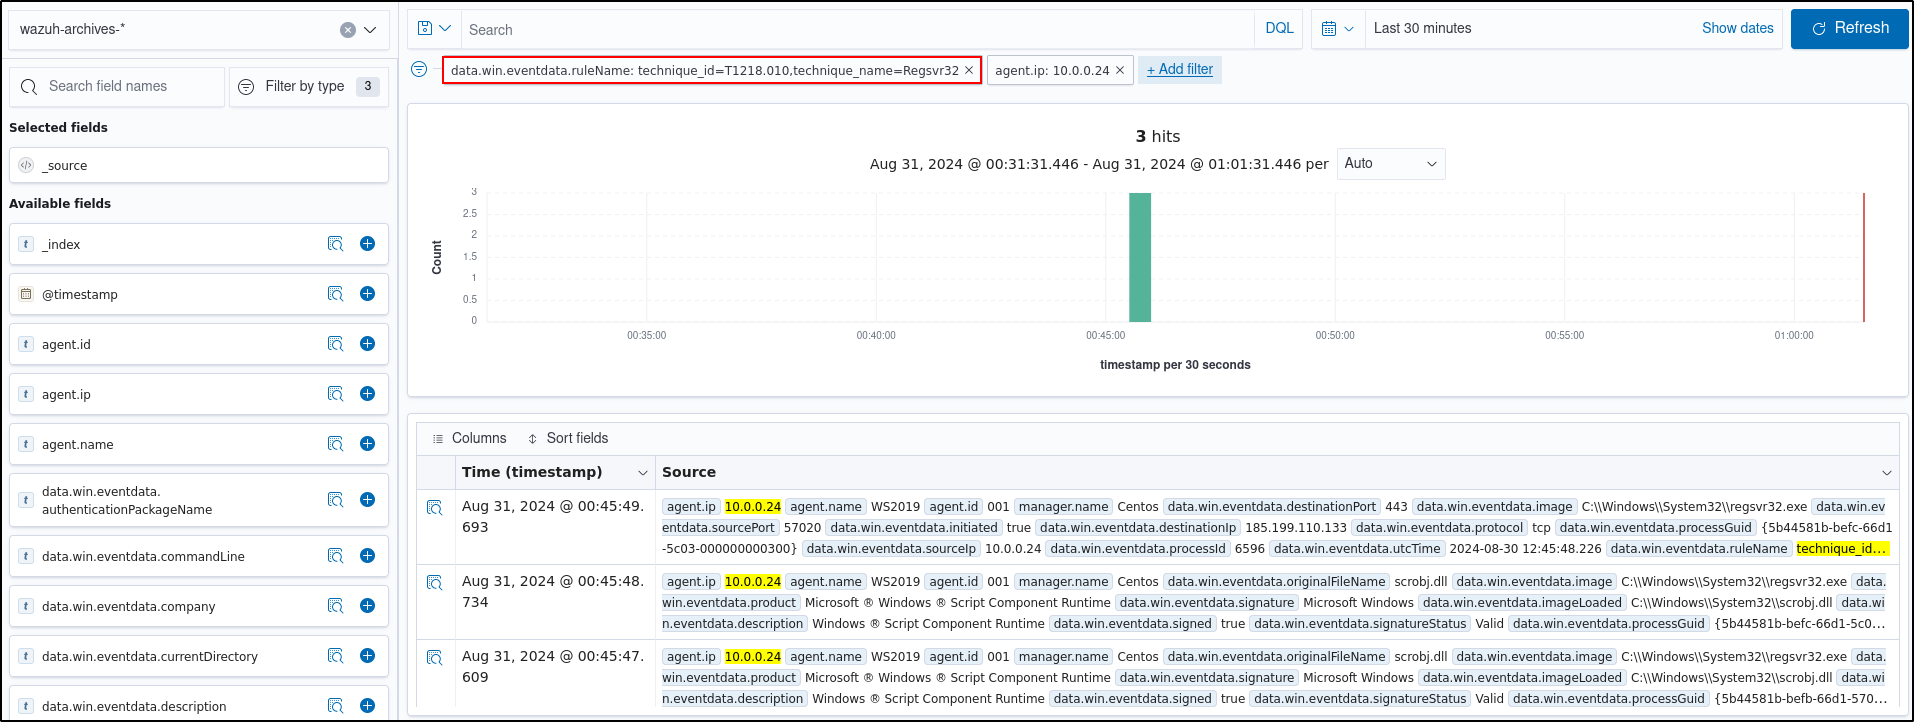 wazuh-archives-*
Search
DQL
Last 30 minutes
Show dates
Refresh
data.win.eventdata.ruleName: technique_id=T1218.010,technique_name=Regsvr32
agent.ip: 10.0.0.24
+ Add filter
Search field names
Filter by type 3
Selected fields
_source
Available fields
_index
@timestamp
agent.id
agent.ip
agent.name
data.win.eventdata.
authenticationPackageName
data.win.eventdata.commandLine
data.win.eventdata.company
data.win.eventdata.currentDirectory
data.win.eventdata.description
3 hits
Aug 31, 2024 @ 00:31:31.446 - Aug 31, 2024 @ 01:01:31.446 per Auto
3
2.5
2
1.5
1
0.5
0
Count
00:35:00 00:40:00 00:45:00 00:50:00 00:55:00 01:00:00
timestamp per 30 seconds
Columns Sort fields
Time (timestamp) Source
Aug 31, 2024 @ 00:45:49.
693
agent.ip 10.0.0.24 agent.name WS2019 agent.id 001 manager.name Centos data.win.eventdata.destinationPort 443 data.win.eventdata.image C:\\Windows\\System32\\regsvr32.exe data.win.ev
entdata.sourcePort 57020 data.win.eventdata.initiated true data.win.eventdata.destinationIp 185.199.110.133 data.win.eventdata.protocol tcp data.win.eventdata.processGuid {5b44581b-befc-66d1
-5c03-000000000300} data.win.eventdata.sourceIp 10.0.0.24 data.win.eventdata.processId 6596 data.win.eventdata.utcTime 2024-08-30 12:45:48.226 data.win.eventdata.ruleName technique_id...
Aug 31, 2024 @ 00:45:48.
734
agent.ip 10.0.0.24 agent.name WS2019 agent.id 001 manager.name Centos data.win.eventdata.originalFileName scrobj.dll data.win.eventdata.image C:\\Windows\\System32\\regsvr32.exe data.
win.eventdata.product Microsoft ® Windows ® Script Component Runtime data.win.eventdata.signature Microsoft Windows data.win.eventdata.imageLoaded C:\\Windows\\System32\\scrobj.dll data.wi
n.eventdata.description Windows ® Script Component Runtime data.win.eventdata.signed true data.win.eventdata.signatureStatus Valid data.win.eventdata.processGuid {5b44581b-befc-66d1-5c0...
Aug 31, 2024 @ 00:45:47.
609
agent.ip 10.0.0.24 agent.name WS2019 agent.id 001 manager.name Centos data.win.eventdata.originalFileName scrobj.dll data.win.eventdata.image C:\\Windows\\System32\\regsvr32.exe data.
win.eventdata.product Microsoft ® Windows ® Script Component Runtime data.win.eventdata.signature Microsoft Windows data.win.eventdata.imageLoaded C:\\Windows\\System32\\scrobj.dll data.wi
n.eventdata.description Windows ® Script Component Runtime data.win.eventdata.signed true data.win.eventdata.signatureStatus Valid data.win.eventdata.processGuid {5b44581b-befb-66d1-570...